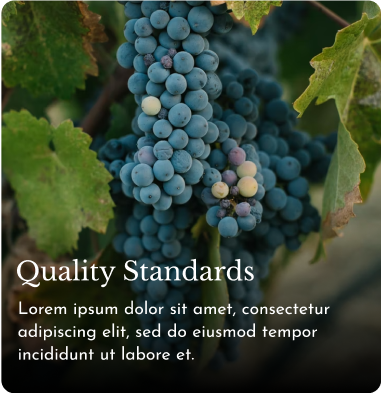 Quality Standards
Lorem ipsum dolor sit amet, consectetur
adipiscing elit, sed do eiusmod tempor
incididunt ut labore et.